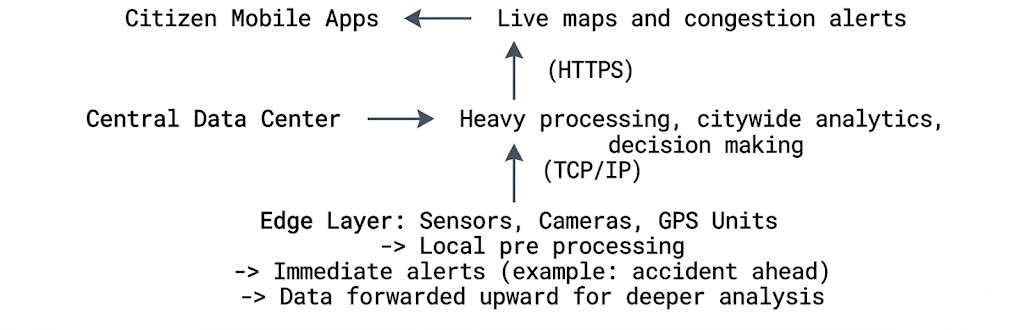 Citizen Mobile Apps Live maps and congestion alerts
(HTTPS)
Central Data Center Heavy processing, citywide analytics,
decision making
(TCP/IP)
Edge Layer: Sensors, Cameras, GPS Units
-> Local pre processing
-> Immediate alerts (example: accident ahead)
-> Data forwarded upward for deeper analysis